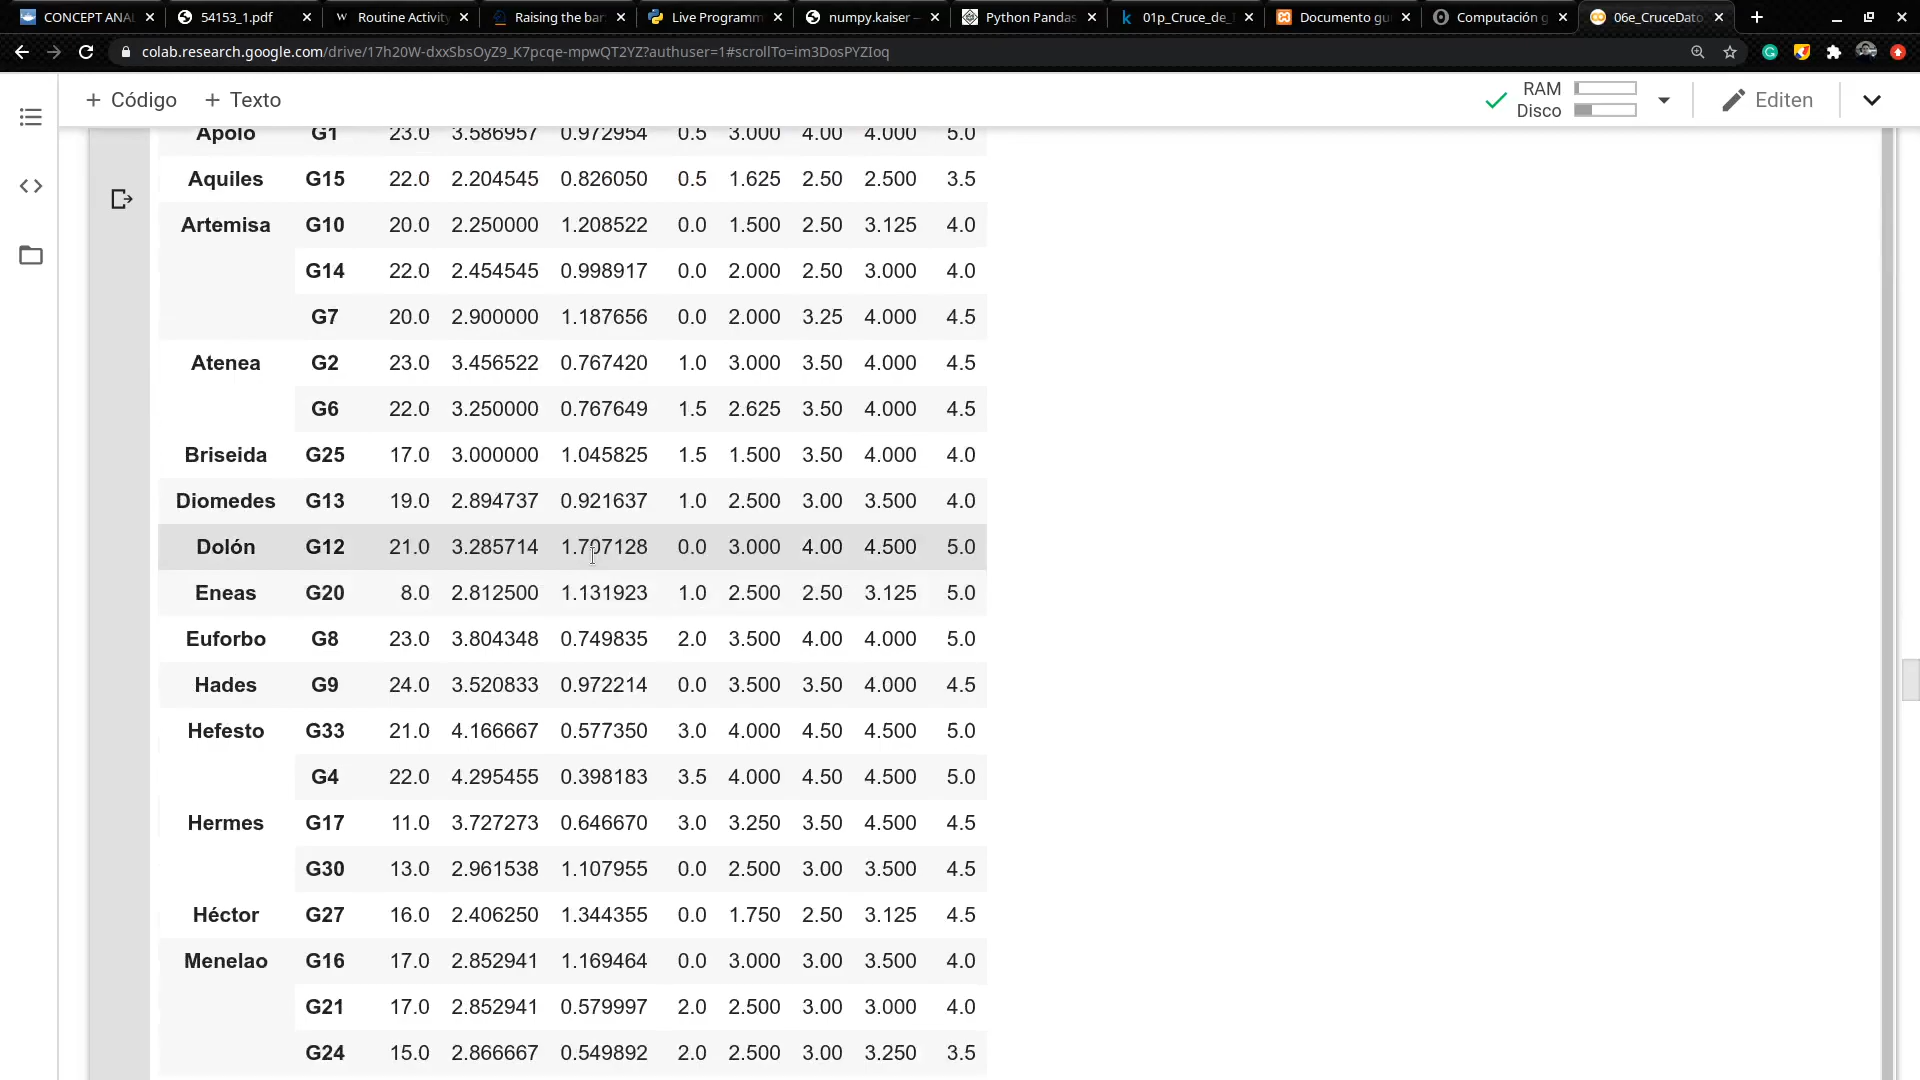 CONCEPT ANAL
54153_1.pdf
Routine Activity
Raising the bar:
Live Programm
numpy.kaiser —
Python Pandas
01p_Cruce_de_
Documento gu
Computación g
06e_CruceDato
colab.research.google.com/drive/17h20W-dxxSbsOyZ9_K7pcqe-mpwQT2YZ?authuser=1#scrollTo=im3DosPYZIoq
+ Código + Texto
RAM
Disco
Editen
Apolo G1 23.0 3.586957 0.972954 0.5 3.000 4.00 4.000 5.0
Aquiles G15 22.0 2.204545 0.826050 0.5 1.625 2.50 2.500 3.5
Artemisa G10 20.0 2.250000 1.208522 0.0 1.500 2.50 3.125 4.0
G14 22.0 2.454545 0.998917 0.0 2.000 2.50 3.000 4.0
G7 20.0 2.900000 1.187656 0.0 2.000 3.25 4.000 4.5
Atenea G2 23.0 3.456522 0.767420 1.0 3.000 3.50 4.000 4.5
G6 22.0 3.250000 0.767649 1.5 2.625 3.50 4.000 4.5
Briseida G25 17.0 3.000000 1.045825 1.5 1.500 3.50 4.000 4.0
Diomedes G13 19.0 2.894737 0.921637 1.0 2.500 3.00 3.500 4.0
Dolón G12 21.0 3.285714 1.707128 0.0 3.000 4.00 4.500 5.0
Eneas G20 8.0 2.812500 1.131923 1.0 2.500 2.50 3.125 5.0
Euforbo G8 23.0 3.804348 0.749835 2.0 3.500 4.00 4.000 5.0
Hades G9 24.0 3.520833 0.972214 0.0 3.500 3.50 4.000 4.5
Hefesto G33 21.0 4.166667 0.577350 3.0 4.000 4.50 4.500 5.0
G4 22.0 4.295455 0.398183 3.5 4.000 4.50 4.500 5.0
Hermes G17 11.0 3.727273 0.646670 3.0 3.250 3.50 4.500 4.5
G30 13.0 2.961538 1.107955 0.0 2.500 3.00 3.500 4.5
Héctor G27 16.0 2.406250 1.344355 0.0 1.750 2.50 3.125 4.5
Menelao G16 17.0 2.852941 1.169464 0.0 3.000 3.00 3.500 4.0
G21 17.0 2.852941 0.579997 2.0 2.500 3.00 3.000 4.0
G24 15.0 2.866667 0.549892 2.0 2.500 3.00 3.250 3.5